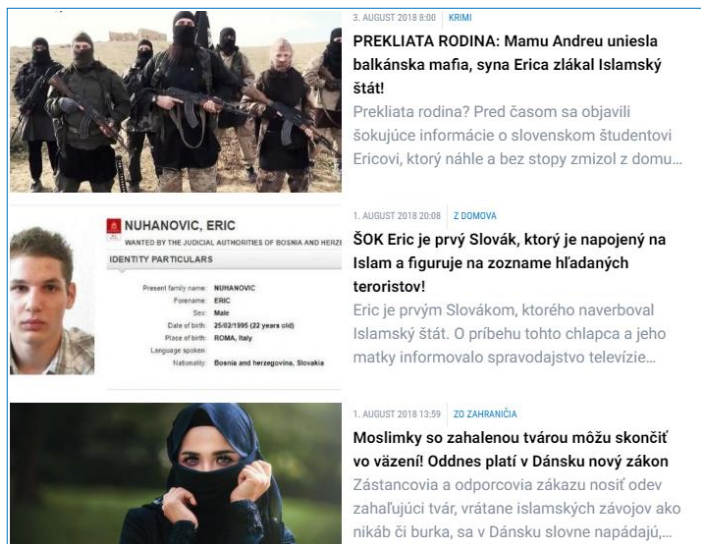 3. AUGUST 2018 8:00 KRIMI
PREKLIATA RODINA: Mamu Andreu uniesla
balkánska mafia, syna Erica zlákal Islamský
štát!
Prekliata rodina? Pred časom sa objavili
šokujúce informácie o slovenskom študentovi
Ericovi, ktorý náhle a bez stopy zmizol z domu...
NUHANOVIC, ERIC
WANTED BY THE JUDICIAL AUTHORITIES OF BOSNIA AND HERZE
IDENTITY PARTICULARS
Present family name: NUHANOVIC
Forename: ERIC
Sex: Male
Date of birth: 25/02/1995 (22 years old)
Place of birth: ROMA, Italy
Language spoken:
Nationality: Bosnia and herzegovina, Slovakia
1. AUGUST 2018 20:08 Z DOMOVA
ŠOK Eric je prvý Slovák, ktorý je napojený na
Islam a figuruje na zozname hľadaných
teroristov!
Eric je prvým Slovákom, ktorého naverboval
Islamský štát. O príbehu tohto chlapca a jeho
matky informovalo spravodajstvo televízie...
1. AUGUST 2018 13:59 ZO ZAHRANIČIA
Moslimky so zahalenou tvárou môžu skončiť
vo väzení! Oddnes platí v Dánsku nový zákon
Zástancovia a odporcovia zákazu nosiť odev
zahaľujúci tvár, vrátane islamských závojov ako
nikáb či burka, sa v Dánsku slovne napádajú,...